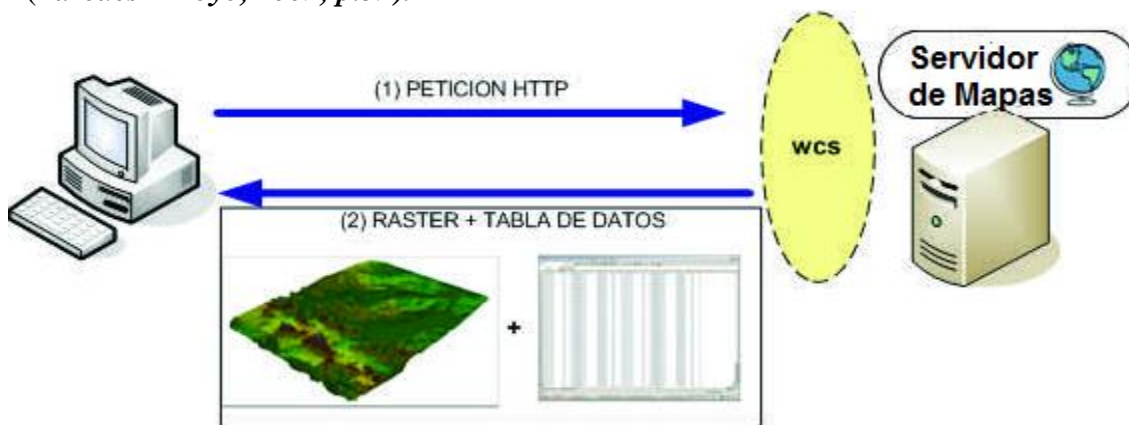 (1) PETICION HTTP
Servidor
de Mapas
wcs
(2) RASTER + TABLA DE DATOS
+